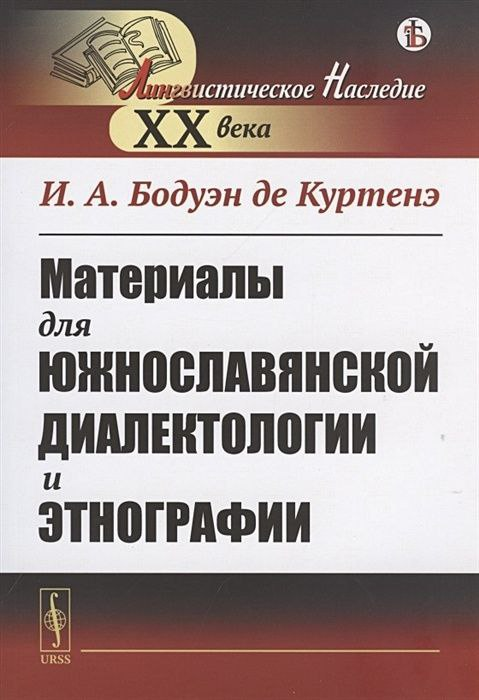 Лингвистическое Наследие
XX века
И. А. Бодуэн де Куртенэ
Материалы
для
ЮЖНОСЛАВЯНСКОЙ
ДИАЛЕКТОЛОГИИ
и
ЭТНОГРАФИИ
URSS